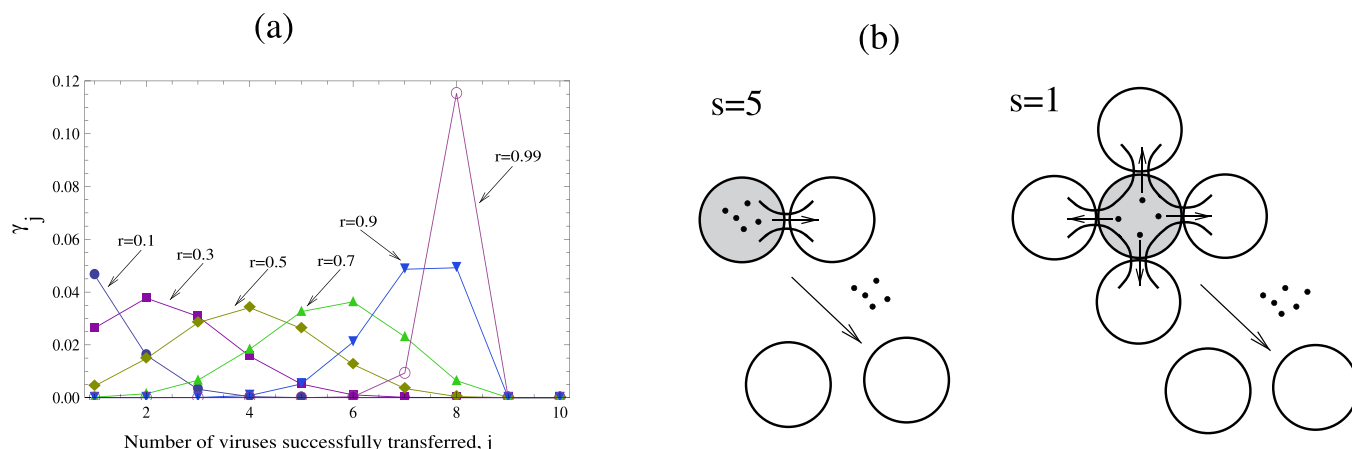 (a)
0.12
0.10
0.08
0.06
0.04
0.02
0.00
γj
r=0.1
r=0.3
r=0.5
r=0.7
r=0.9
r=0.99
2
4
6
8
10
Number of viruses successfully transferred, j
(b)
s=5
s=1